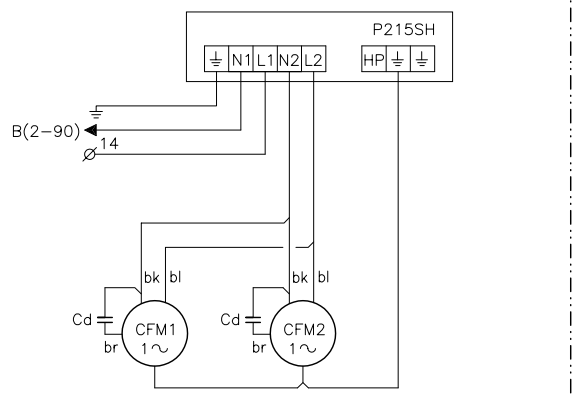 P215SH
N1 L1 N2 L2 HP
B(2-90)
14
bk bl bk bl
Cd CFM1 Cd CFM2
br 1~ br 1~